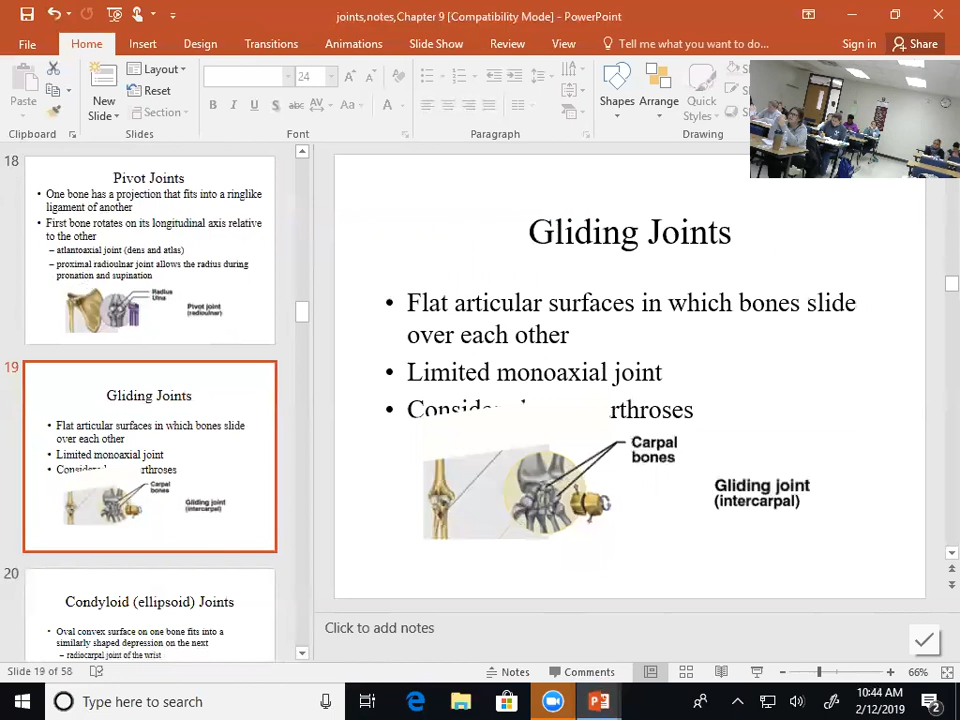 joints,notes,Chapter 9 [Compatibility Mode] - PowerPoint
File Home Insert Design Transitions Animations Slide Show Review View Tell me what you want to do... Sign in Share
Paste
New Slide
Layout
Reset
Section
24
B I U S abc AV Aa A
Shapes Arrange Quick Styles
Clipboard Slides Font Paragraph Drawing
18
Pivot Joints
• One bone has a projection that fits into a ringlike
ligament of another
• First bone rotates on its longitudinal axis relative
to the other
– atlantoaxial joint (dens and atlas)
– proximal radioulnar joint allows the radius during
pronation and supination
Radius
Ulna
Pivot joint
(radioulnar)
19
Gliding Joints
• Flat articular surfaces in which bones slide
over each other
• Limited monoaxial joint
Carpal
bones
Gliding joint
(intercarpal)
20
Condyloid (ellipsoid) Joints
• Oval convex surface on one bone fits into a
similarly shaped depression on the next
– radiocarpal joint of the wrist
Gliding Joints
• Flat articular surfaces in which bones slide
over each other
• Limited monoaxial joint
Carpal
bones
Gliding joint
(intercarpal)
Click to add notes
Slide 19 of 58 Notes Comments 66%
Type here to search
10:44 AM
2/12/2019
2